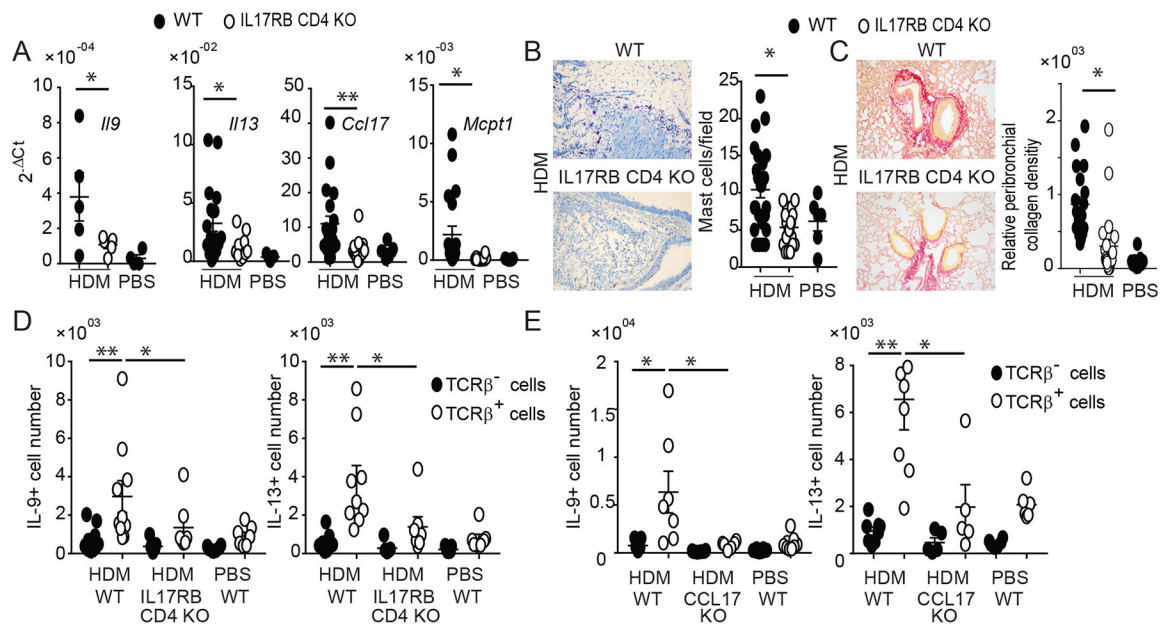 WT IL17RB CD4 KO
WT IL17RB CD4 KO
A
×10⁻⁰⁴
×10⁻⁰²
×10⁻⁰³
2⁻ΔCt
10
8
6
4
2
0
*
Il9
HDM PBS
15
10
5
0
*
Il13
HDM PBS
50
40
30
20
10
0
**
Ccl17
HDM PBS
15
10
5
0
*
Mcpt1
HDM PBS
B
WT
HDM
IL17RB CD4 KO
Mast cells/field
25
20
15
10
5
0
*
HDM PBS
C
WT
HDM
IL17RB CD4 KO
×10⁰³
Relative peribronchial
collagen density
2
1
0
*
HDM PBS
D
×10⁰³
IL-9+ cell number
10
8
6
4
2
0
** *
HDM HDM PBS
WT IL17RB WT
CD4 KO
×10⁰³
IL-13+ cell number
10
8
6
4
2
0
** *
TCRβ⁻ cells
TCRβ⁺ cells
HDM HDM PBS
WT IL17RB WT
CD4 KO
E
×10⁰⁴
IL-9+ cell number
2
1.5
1
0.5
0
* *
HDM HDM PBS
WT CCL17 WT
KO
×10⁰³
IL-13+ cell number
8
6
4
2
0
** *
TCRβ⁻ cells
TCRβ⁺ cells
HDM HDM PBS
WT CCL17 WT
KO